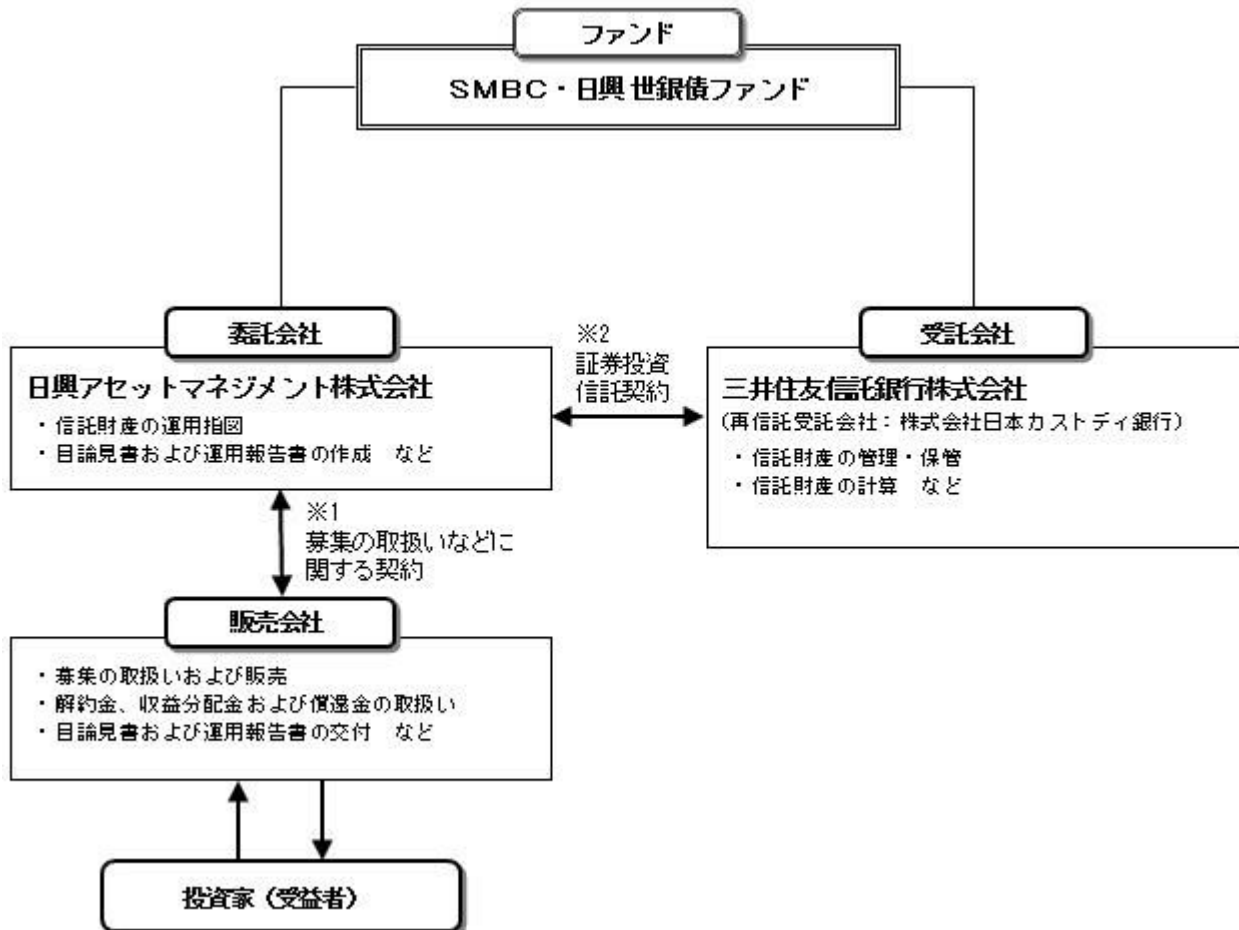 ファンド
SMBC・日興世銀債ファンド
委託会社
日興アセットマネジメント株式会社
・信託財産の運用指図
・目論見書および運用報告書の作成 など
※2
証券投資
信託契約
受託会社
三井住友信託銀行株式会社
(再信託受託会社：株式会社日本カストディ銀行)
・信託財産の管理・保管
・信託財産の計算 など
※1
募集の取扱いなどに
関する契約
販売会社
・募集の取扱いおよび販売
・解約金、収益分配金および償還金の取扱い
・目論見書および運用報告書の交付 など
投資家（受益者）